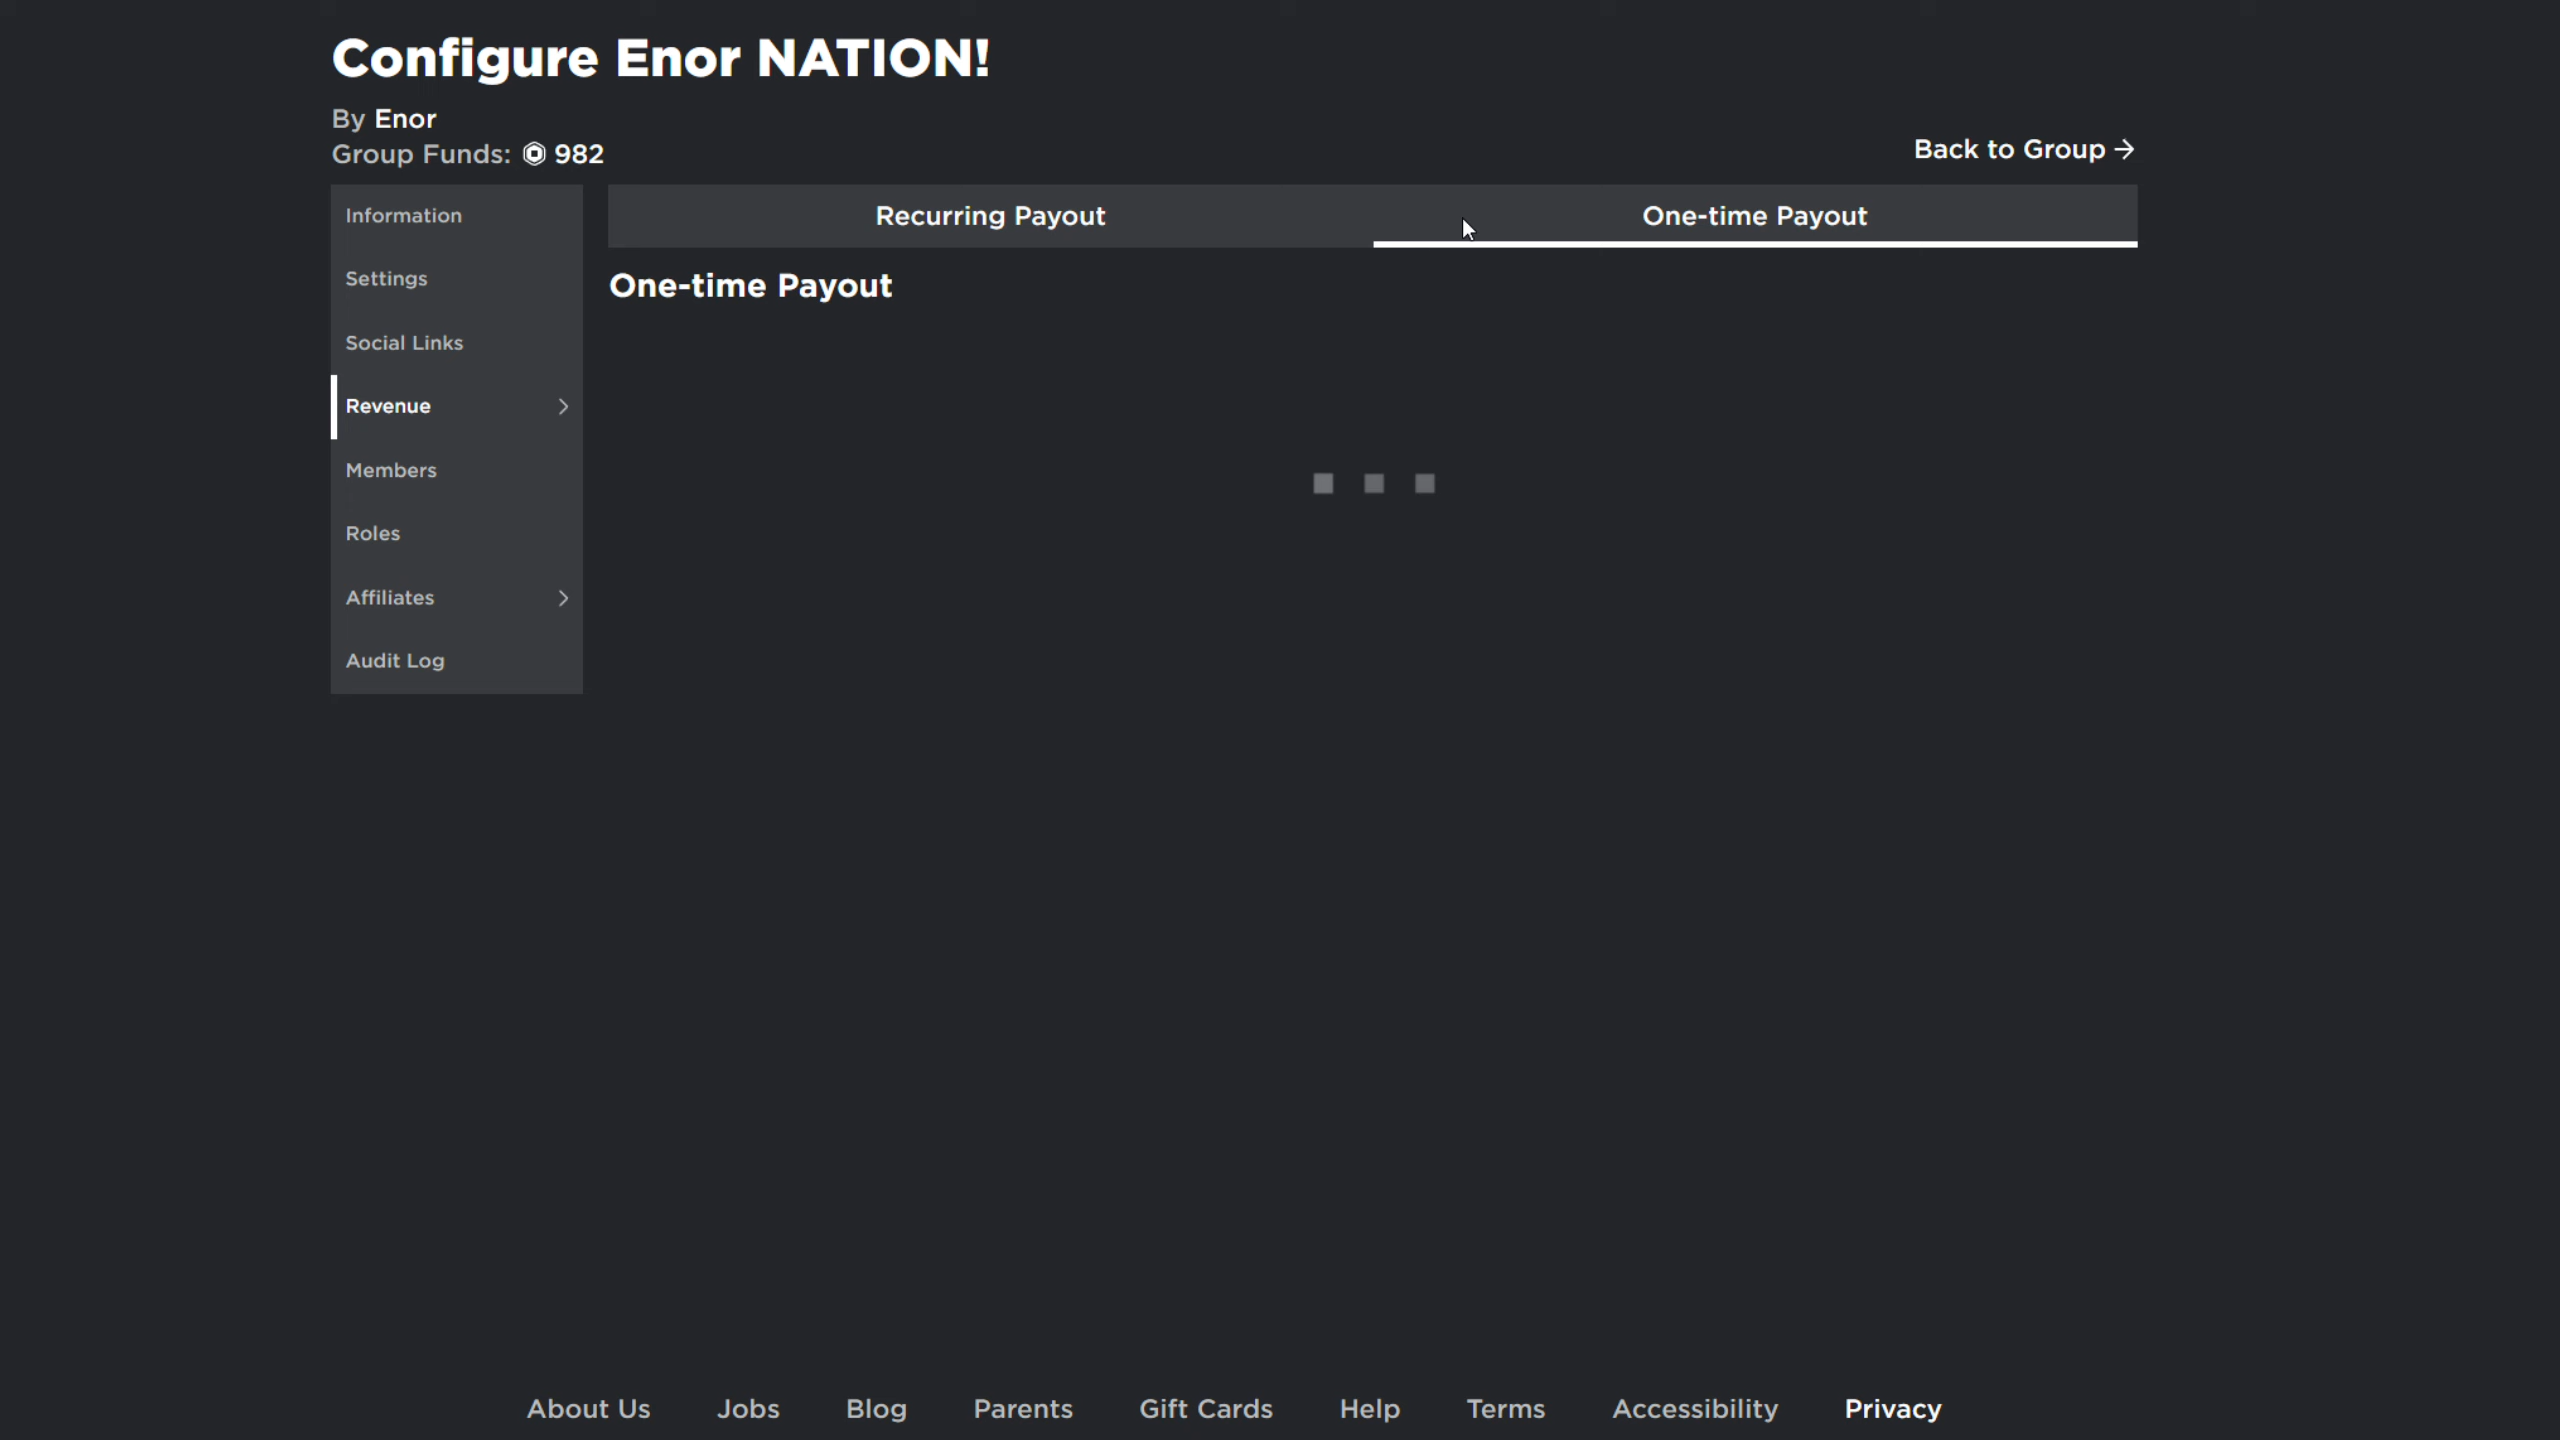 Configure Enor NATION!
By Enor
Group Funds: 982
Back to Group
Information
Settings
Social Links
Revenue
Members
Roles
Affiliates
Audit Log
Recurring Payout
One-time Payout
One-time Payout
About Us
Jobs
Blog
Parents
Gift Cards
Help
Terms
Accessibility
Privacy